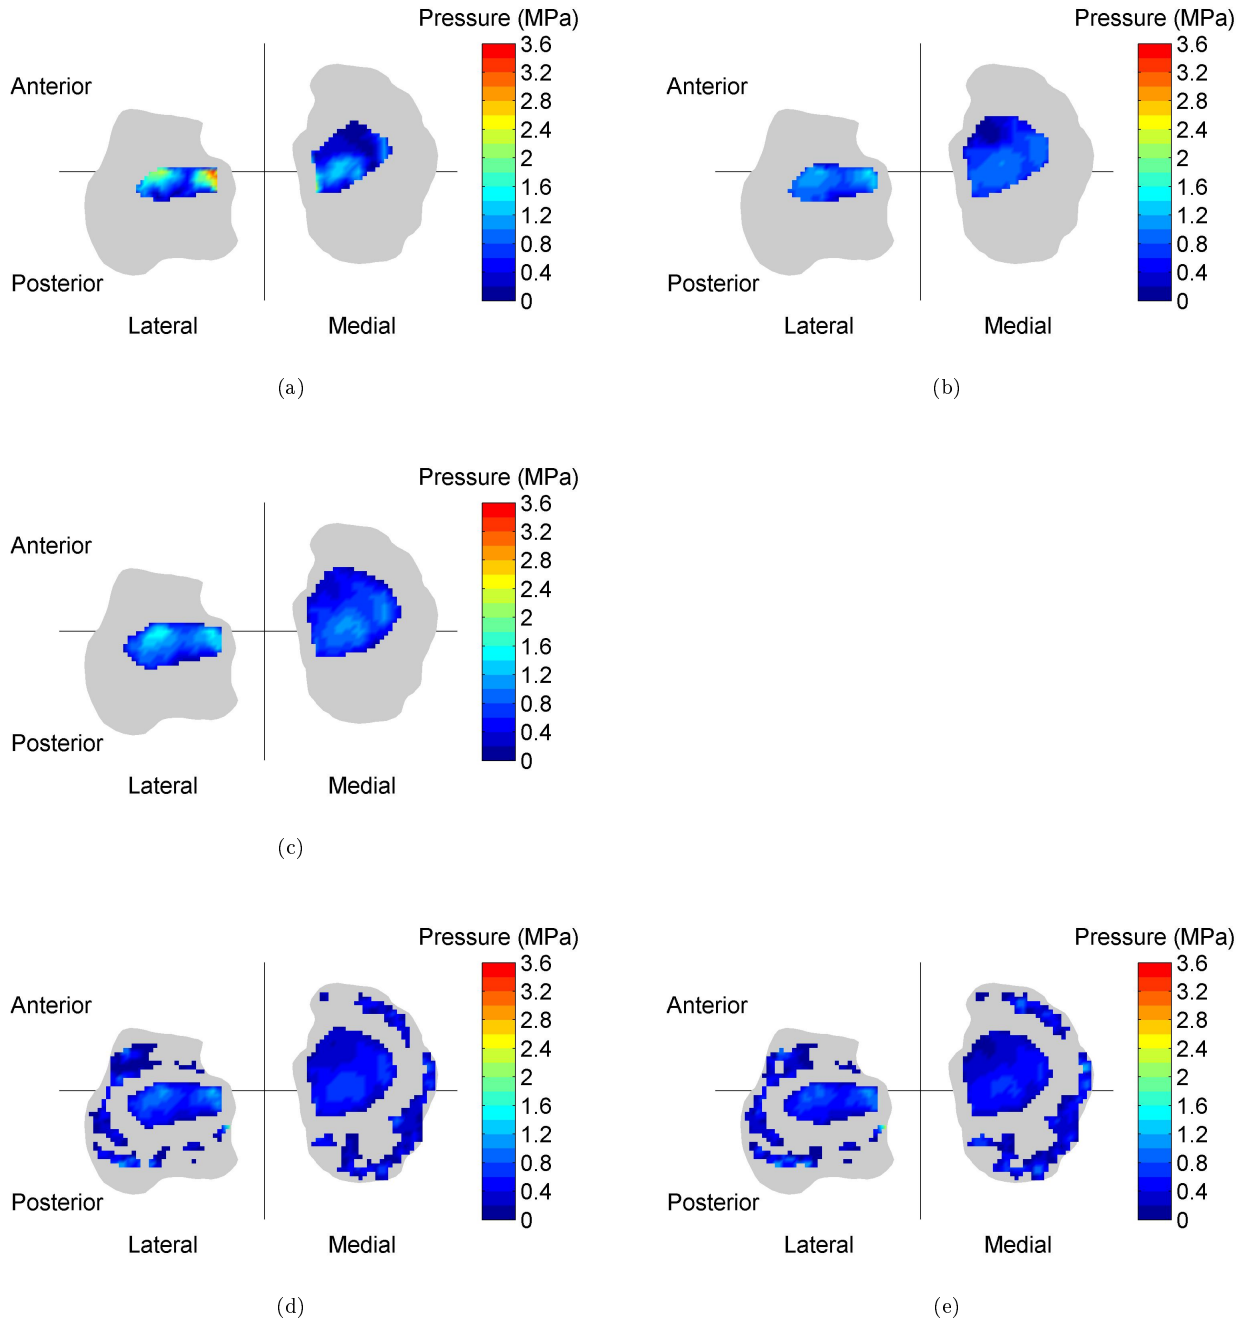 Pressure (MPa)
3.6
3.2
2.8
2.4
2
1.6
1.2
0.8
0.4
0
Anterior
Posterior
Lateral Medial
(a)
Pressure (MPa)
3.6
3.2
2.8
2.4
2
1.6
1.2
0.8
0.4
0
Anterior
Posterior
Lateral Medial
(b)
Pressure (MPa)
3.6
3.2
2.8
2.4
2
1.6
1.2
0.8
0.4
0
Anterior
Posterior
Lateral Medial
(c)
Pressure (MPa)
3.6
3.2
2.8
2.4
2
1.6
1.2
0.8
0.4
0
Anterior
Posterior
Lateral Medial
(d)
Pressure (MPa)
3.6
3.2
2.8
2.4
2
1.6
1.2
0.8
0.4
0
Anterior
Posterior
Lateral Medial
(e)